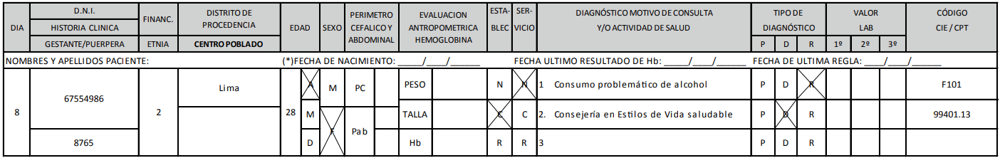 DIA D.N.I. FINANC. DISTRITO DE PROCEDENCIA EDAD SEXO PERIMETRO CEFALICO Y ABDOMINAL EVALUACION ANTROPOMETRICA HEMOGLOBINA ESTA- BLEC SER- VICIO DIAGNÓSTICO MOTIVO DE CONSULTA Y/O ACTIVIDAD DE SALUD TIPO DE DIAGNÓSTICO VALOR LAB CÓDIGO CIE / CPT
HISTORIA CLINICA
GESTANTE/PUERPERA ETNIA CENTRO POBLADO P D R 1º 2º 3º
NOMBRES Y APELLIDOS PACIENTE: (*)FECHA DE NACIMIENTO: _____/____/______ FECHA ULTIMO RESULTADO DE Hb: _____/____/______ FECHA DE ULTIMA REGLA: ____/____/______
8 67554986 2 Lima 28 A M PC PESO N N 1 Consumo problemático de alcohol P D R F101
M F Pab TALLA C C 2. Consejería en Estilos de Vida saludable P D R 99401.13
8765 D Hb R R 3 P D R